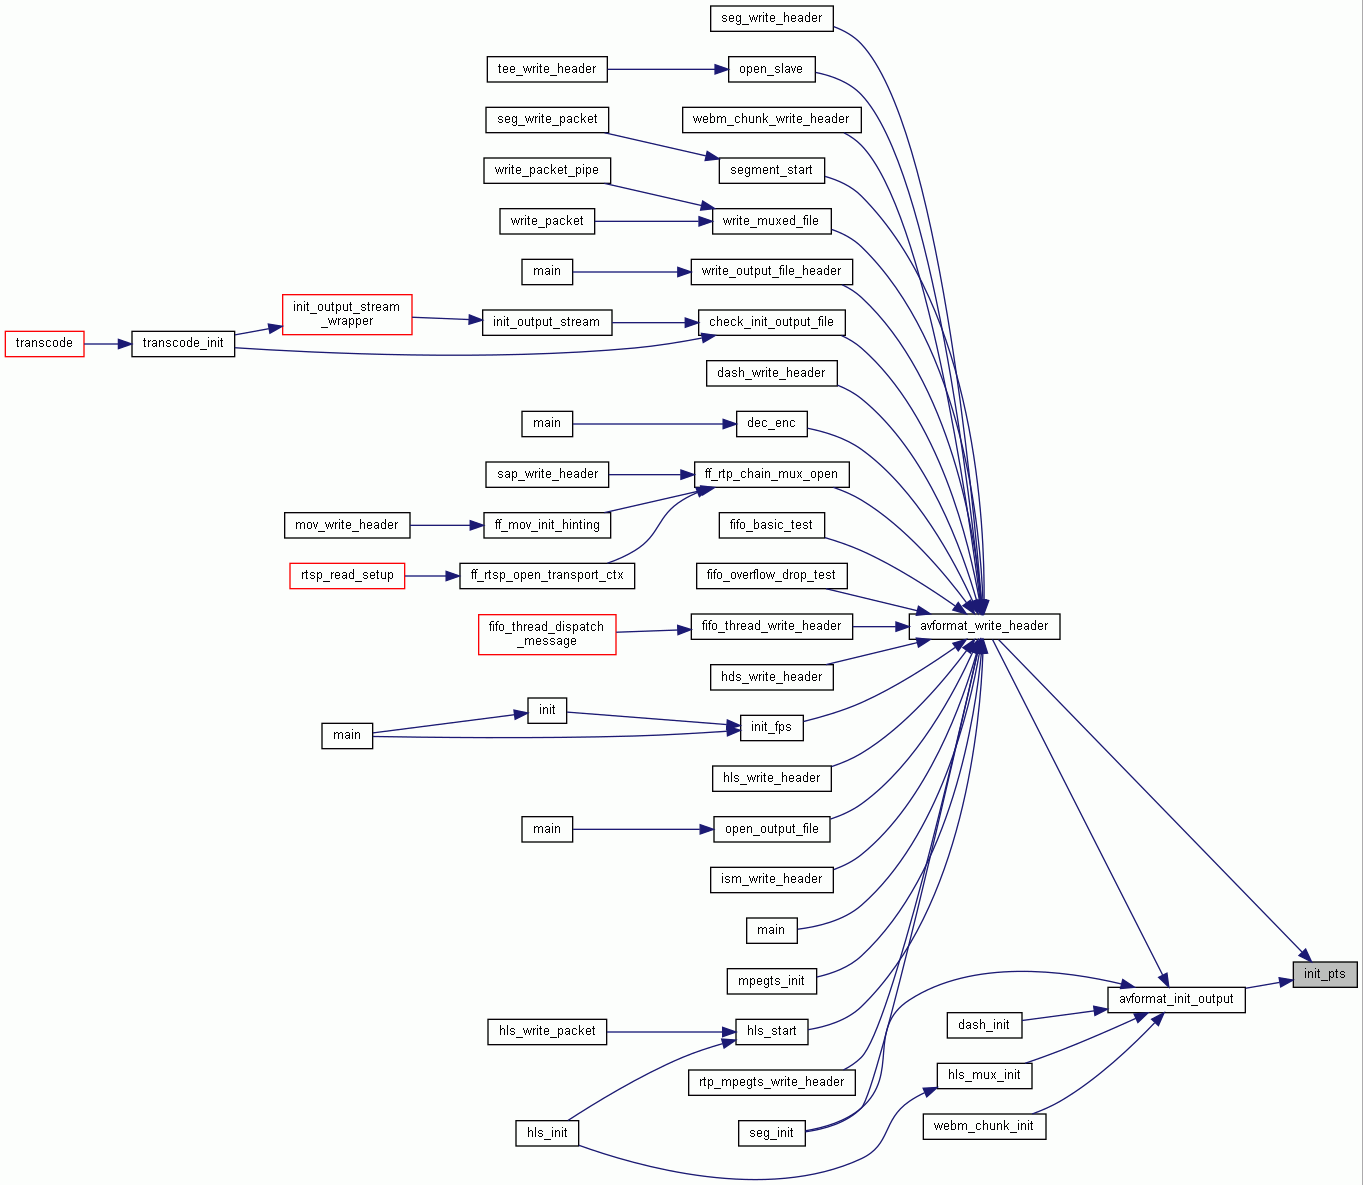 seg_write_header
tee_write_header
open_slave
seg_write_packet
webm_chunk_write_header
write_packet_pipe
segment_start
write_packet
write_muxed_file
main
write_output_file_header
init_output_stream
_wrapper
init_output_stream
check_init_output_file
transcode
transcode_init
dash_write_header
main
dec_enc
sap_write_header
ff_rtp_chain_mux_open
mov_write_header
ff_mov_init_hinting
fifo_basic_test
rtsp_read_setup
ff_rtsp_open_transport_ctx
fifo_overflow_drop_test
fifo_thread_dispatch
_message
fifo_thread_write_header
avformat_write_header
hds_write_header
init
main
init_fps
hls_write_header
main
open_output_file
ism_write_header
main
mpegts_init
init_pts
avformat_init_output
hls_write_packet
hls_start
dash_init
rtp_mpegts_write_header
hls_mux_init
hls_init
seg_init
webm_chunk_init